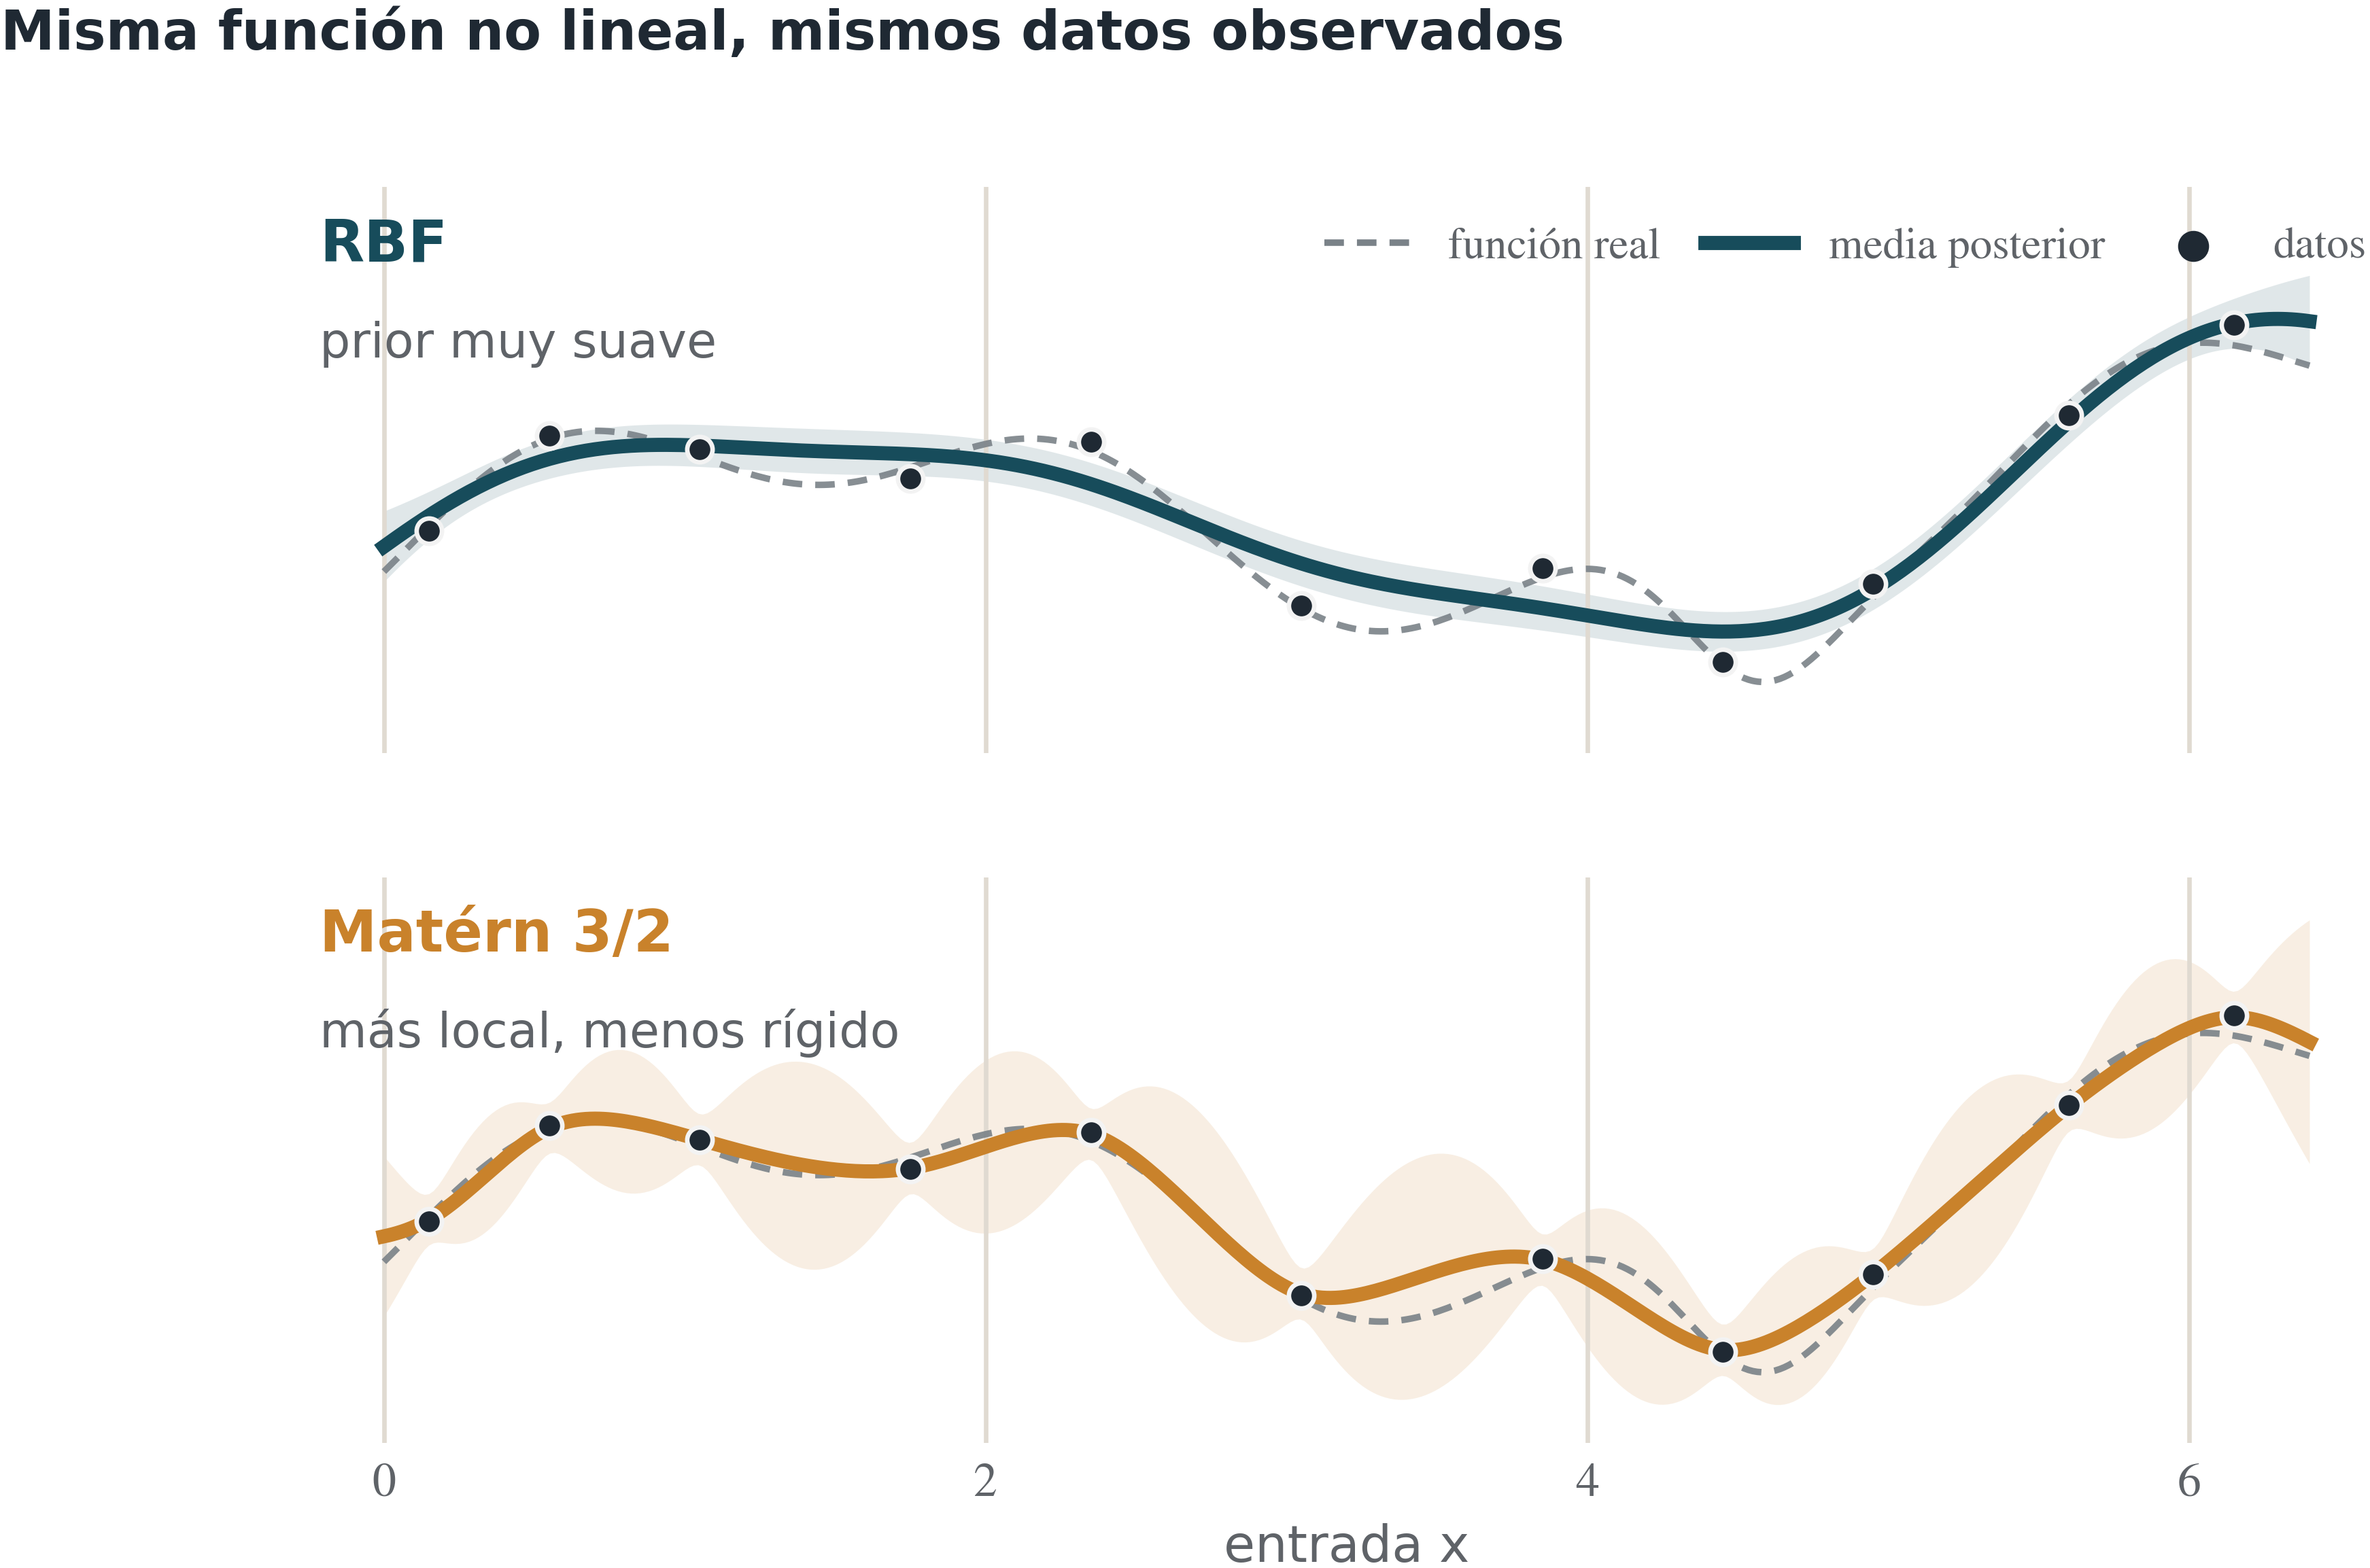 Misma función no lineal, mismos datos observados
RBF
función real media posterior datos
prior muy suave
Matérn 3/2
más local, menos rígido
0 2 4 6
entrada x